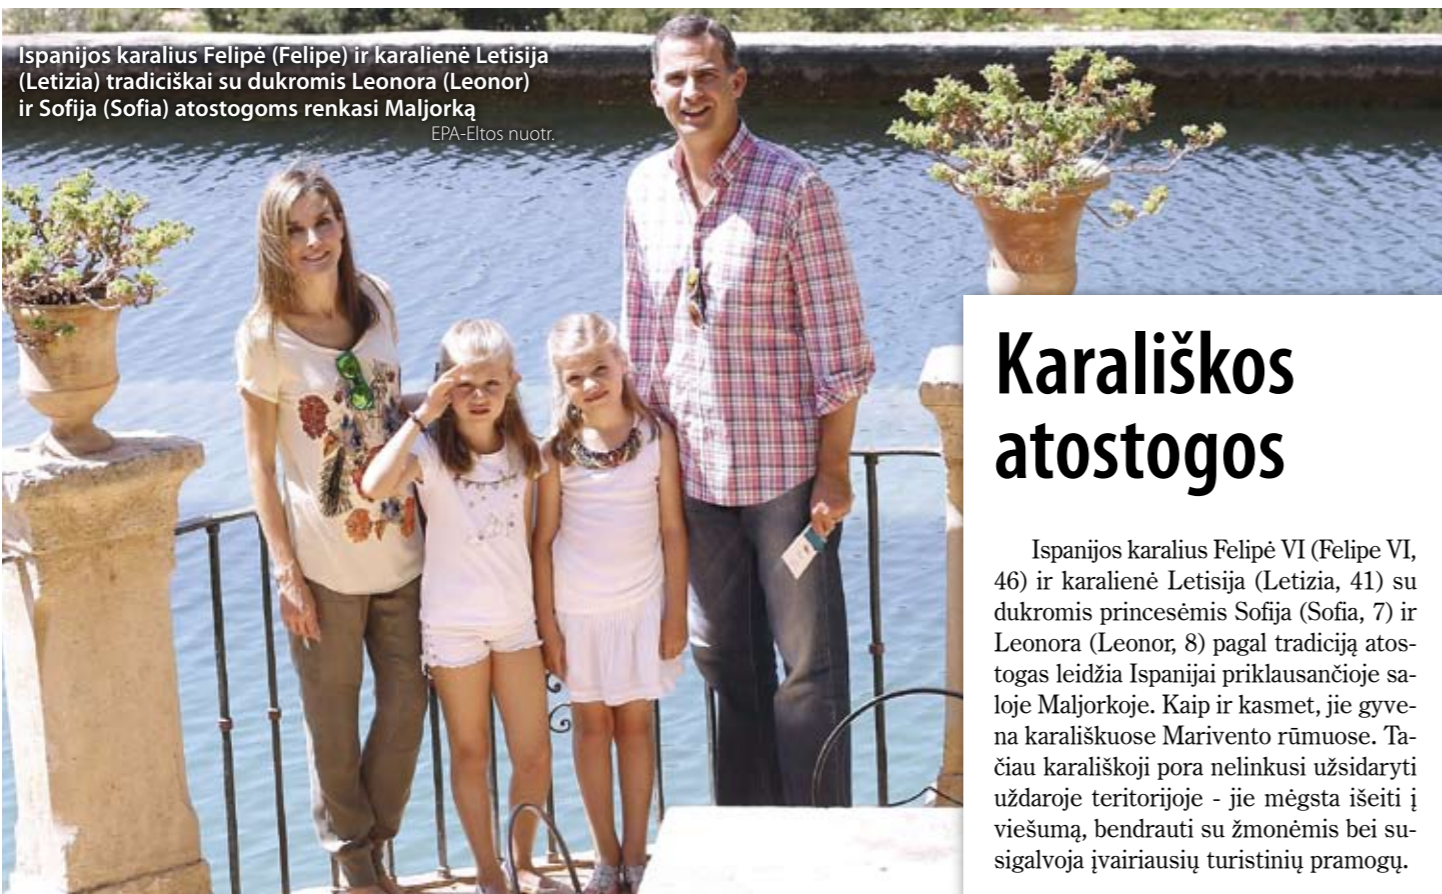 Ispanijos karalius Felipė (Felipe) ir karalienė Letisija
(Letizia) tradiciškai su dukromis Leonora (Leonor)
ir Sofija (Sofia) atostogoms renkasi Maljorką
EPA-Eltos nuotr.
Karališkos
atostogos
Ispanijos karalius Felipė VI (Felipe VI,
46) ir karalienė Letisija (Letizia, 41) su
dukromis princesėmis Sofija (Sofia, 7) ir
Leonora (Leonor, 8) pagal tradiciją atos-
togas leidžia Ispanijai priklausančioje sa-
loje Maljorkoje. Kaip ir kasmet, jie gyve-
na karališkuose Marivento rūmuose. Ta-
čiau karališkoji pora nelinkusi užsidaryti
uždaroje teritorijoje - jie mėgsta išeiti į
viešumą, bendrauti su žmonėmis bei su-
sigalvoja įvairiausių turistinių pramogų.